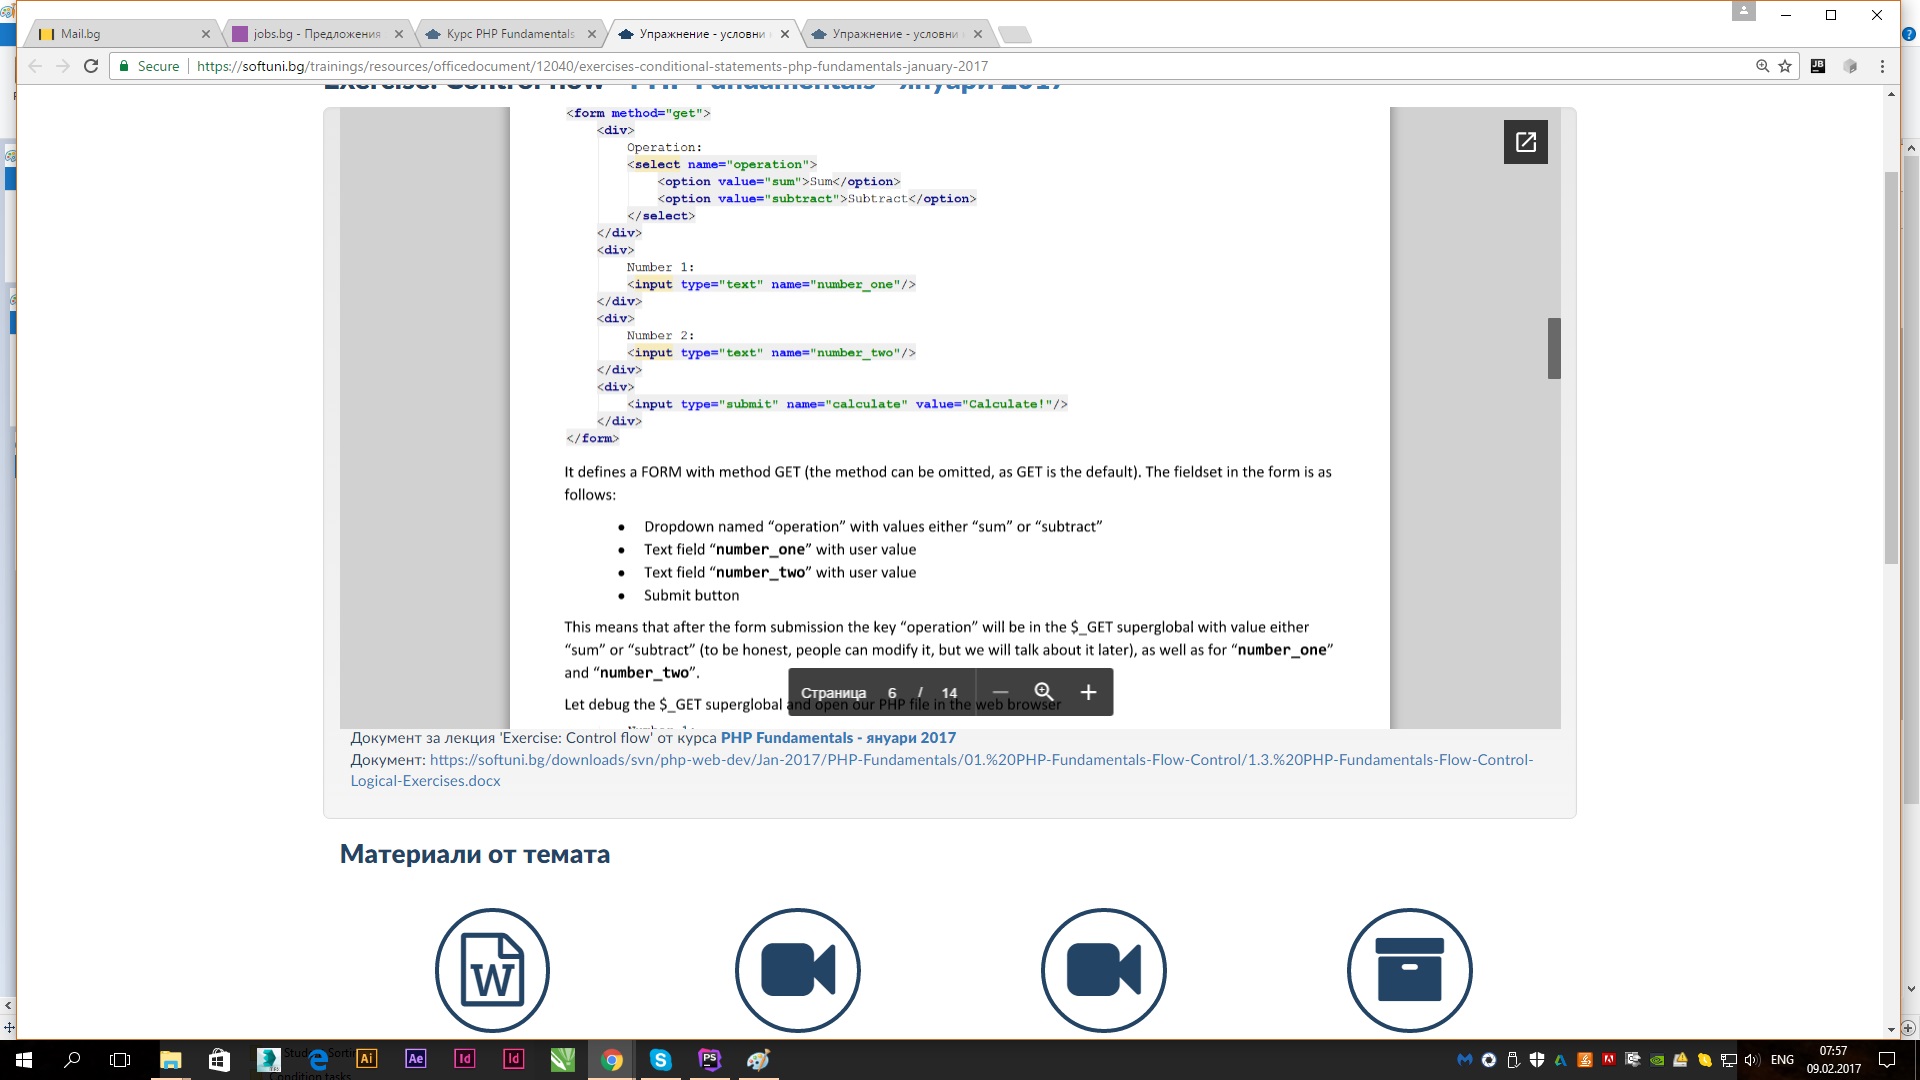 Mail.bg
jobs.bg - Предложения
Курс PHP Fundamentals
Упражнение - условни
Упражнение - условни
Secure
https://softuni.bg/trainings/resources/officedocument/12040/exercises-conditional-statements-php-fundamentals-january-2017
Exercise: Control flow - PHP Fundamentals - януари 2017
<form method="get">
<div>
Operation:
<select name="operation">
<option value="sum">Sum</option>
<option value="subtract">Subtract</option>
</select>
</div>
<div>
Number 1:
<input type="text" name="number_one"/>
</div>
<div>
Number 2:
<input type="text" name="number_two"/>
</div>
<div>
<input type="submit" name="calculate" value="Calculate!"/>
</div>
</form>
It defines a FORM with method GET (the method can be omitted, as GET is the default). The fieldset in the form is as
follows:
• Dropdown named “operation” with values either “sum” or “subtract”
• Text field “number_one” with user value
• Text field “number_two” with user value
• Submit button
This means that after the form submission the key “operation” will be in the $_GET superglobal with value either
“sum” or “subtract” (to be honest, people can modify it, but we will talk about it later), as well as for “number_one”
and “number_two”.
Страница 6 / 14
Let debug the $_GET superglobal and open our PHP file in the web browser
Документ за лекция 'Exercise: Control flow' от курса PHP Fundamentals - януари 2017
Документ: https://softuni.bg/downloads/svn/php-web-dev/Jan-2017/PHP-Fundamentals/01.%20PHP-Fundamentals-Flow-Control/1.3.%20PHP-Fundamentals-Flow-Control-
Logical-Exercises.docx
Материали от темата
W
Ai
Ae
Id
Id
PS
ENG
07:57
09.02.2017